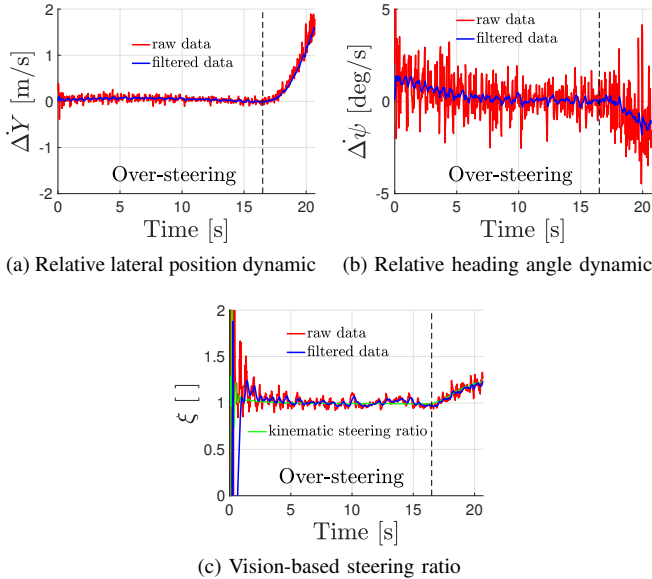 2
raw data
filtered data
1
0
-1
-2
ΔẎ [m/s]
Over-steering
0 5 10 15 20
Time [s]
(a) Relative lateral position dynamic
5
raw data
filtered data
0
-5
Δψ̇ [deg/s]
Over-steering
0 5 10 15 20
Time [s]
(b) Relative heading angle dynamic
2
raw data
filtered data
1.5
1
kinematic steering ratio
0.5
0
ξ [ ]
Over-steering
0 5 10 15 20
Time [s]
(c) Vision-based steering ratio